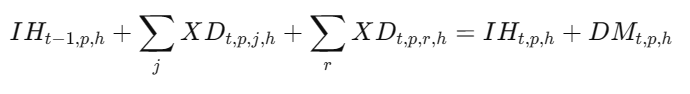 $IH_{t-1,p,h} + \sum_{j} XD_{t,p,j,h} + \sum_{r} XD_{t,p,r,h} = IH_{t,p,h} + DM_{t,p,h}$